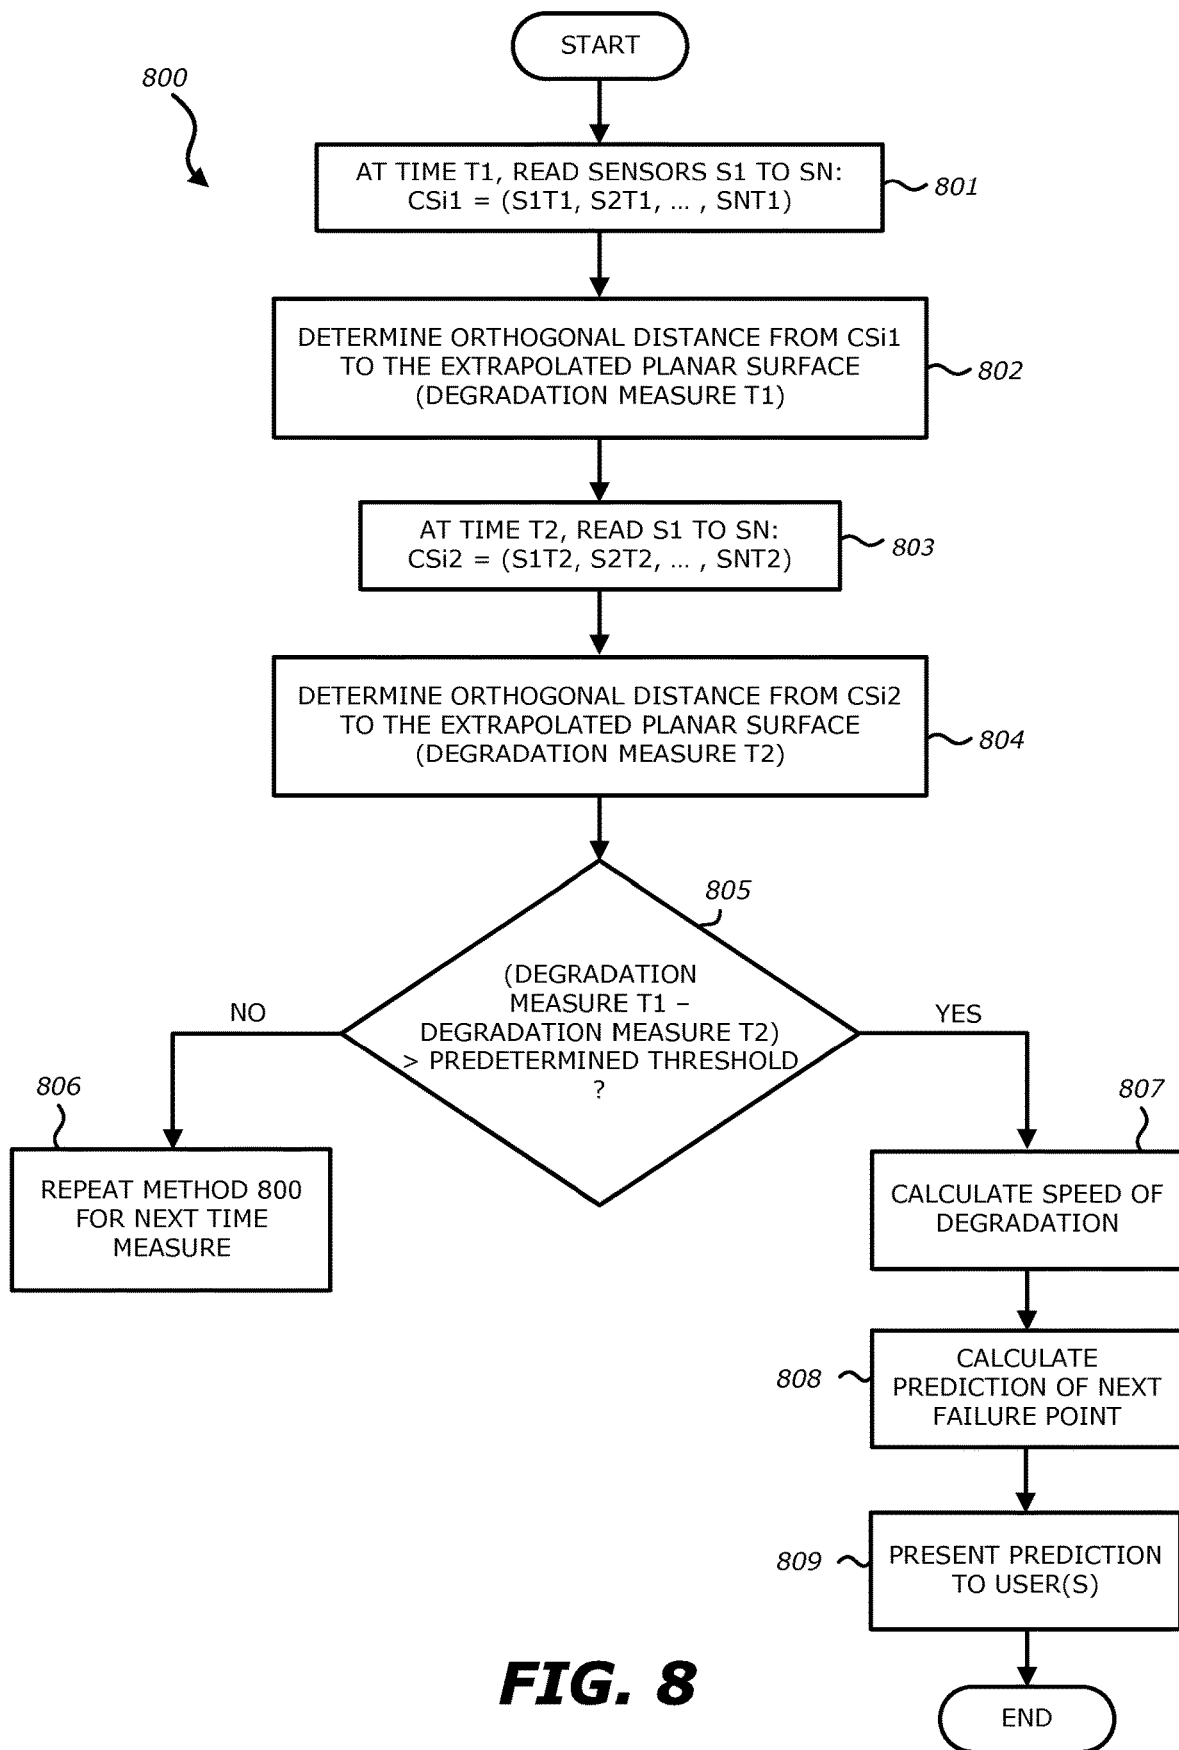 START
800
AT TIME T1, READ SENSORS S1 TO SN:
CSi1 = (S1T1, S2T1, ... , SNT1)
801
DETERMINE ORTHOGONAL DISTANCE FROM CSi1
TO THE EXTRAPOLATED PLANAR SURFACE
(DEGRADATION MEASURE T1)
802
AT TIME T2, READ S1 TO SN:
CSi2 = (S1T2, S2T2, ... , SNT2)
803
DETERMINE ORTHOGONAL DISTANCE FROM CSi2
TO THE EXTRAPOLATED PLANAR SURFACE
(DEGRADATION MEASURE T2)
804
805
(DEGRADATION
MEASURE T1 –
DEGRADATION MEASURE T2)
> PREDETERMINED THRESHOLD
?
NO
YES
806
REPEAT METHOD 800
FOR NEXT TIME
MEASURE
807
CALCULATE SPEED OF
DEGRADATION
808
CALCULATE
PREDICTION OF NEXT
FAILURE POINT
809
PRESENT PREDICTION
TO USER(S)
END
FIG. 8